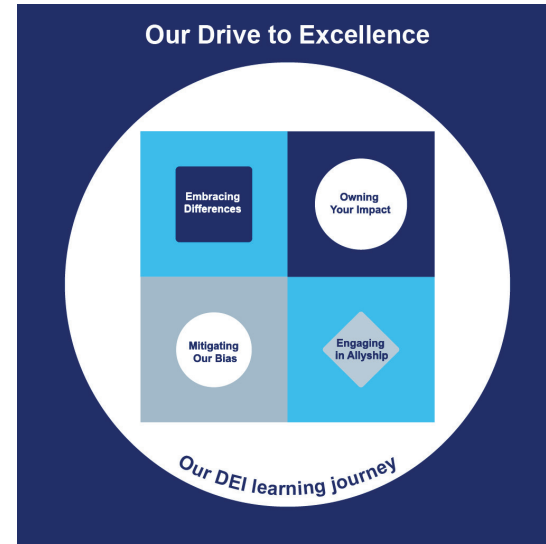 Our Drive to Excellence
Embracing
Differences
Owning
Your Impact
Mitigating
Our Bias
Engaging
in Allyship
Our DEI learning journey